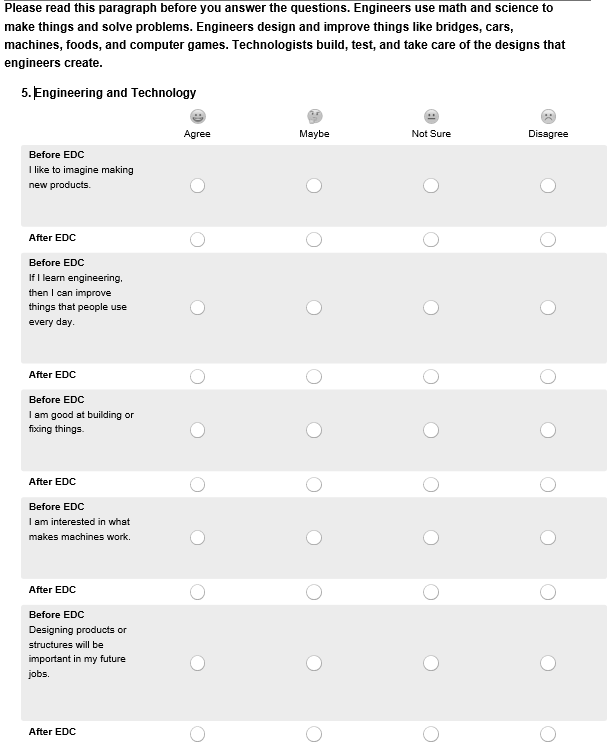 Please read this paragraph before you answer the questions. Engineers use math and science to
make things and solve problems. Engineers design and improve things like bridges, cars,
machines, foods, and computer games. Technologists build, test, and take care of the designs that
engineers create.
5. Engineering and Technology
Agree Maybe Not Sure Disagree
Before EDC
I like to imagine making
new products.
After EDC
Before EDC
If I learn engineering,
then I can improve
things that people use
every day.
After EDC
Before EDC
I am good at building or
fixing things.
After EDC
Before EDC
I am interested in what
makes machines work.
After EDC
Before EDC
Designing products or
structures will be
important in my future
jobs.
After EDC